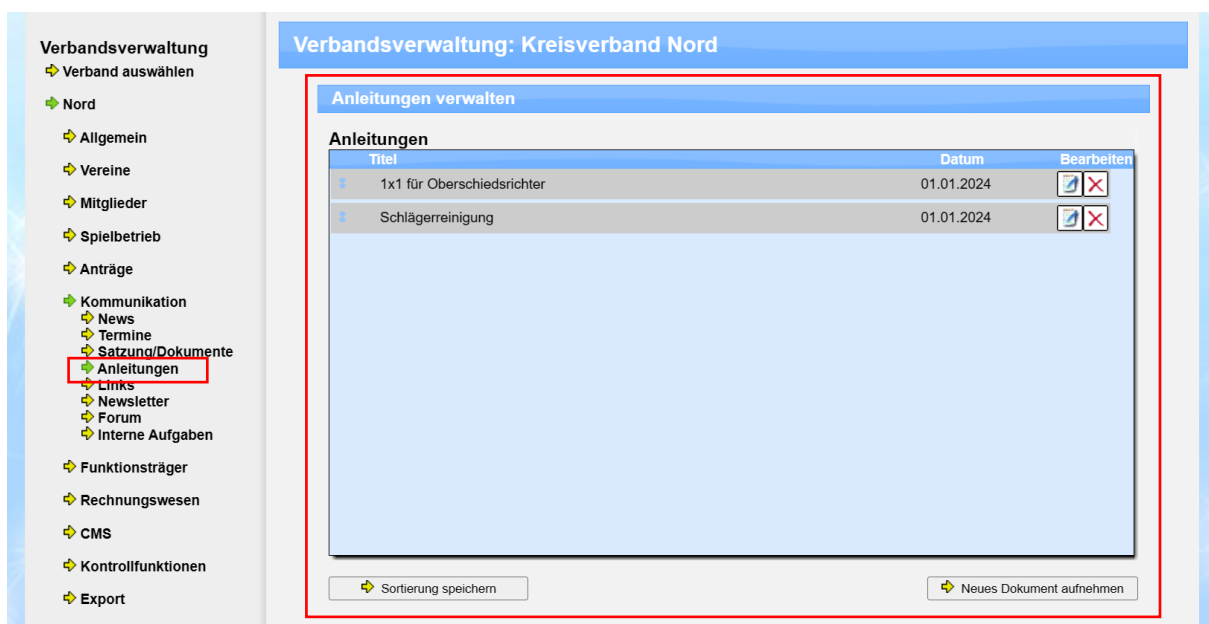 Verbandsverwaltung
Verband auswählen
Nord
Allgemein
Vereine
Mitglieder
Spielbetrieb
Anträge
Kommunikation
News
Termine
Satzung/Dokumente
Anleitungen
Links
Newsletter
Forum
Interne Aufgaben
Funktionsträger
Rechnungswesen
CMS
Kontrollfunktionen
Export
Verbandsverwaltung: Kreisverband Nord
Anleitungen verwalten
Anleitungen
Titel Datum Bearbeiten
1x1 für Oberschiedsrichter 01.01.2024
Schlägerreinigung 01.01.2024
Sortierung speichern Neues Dokument aufnehmen